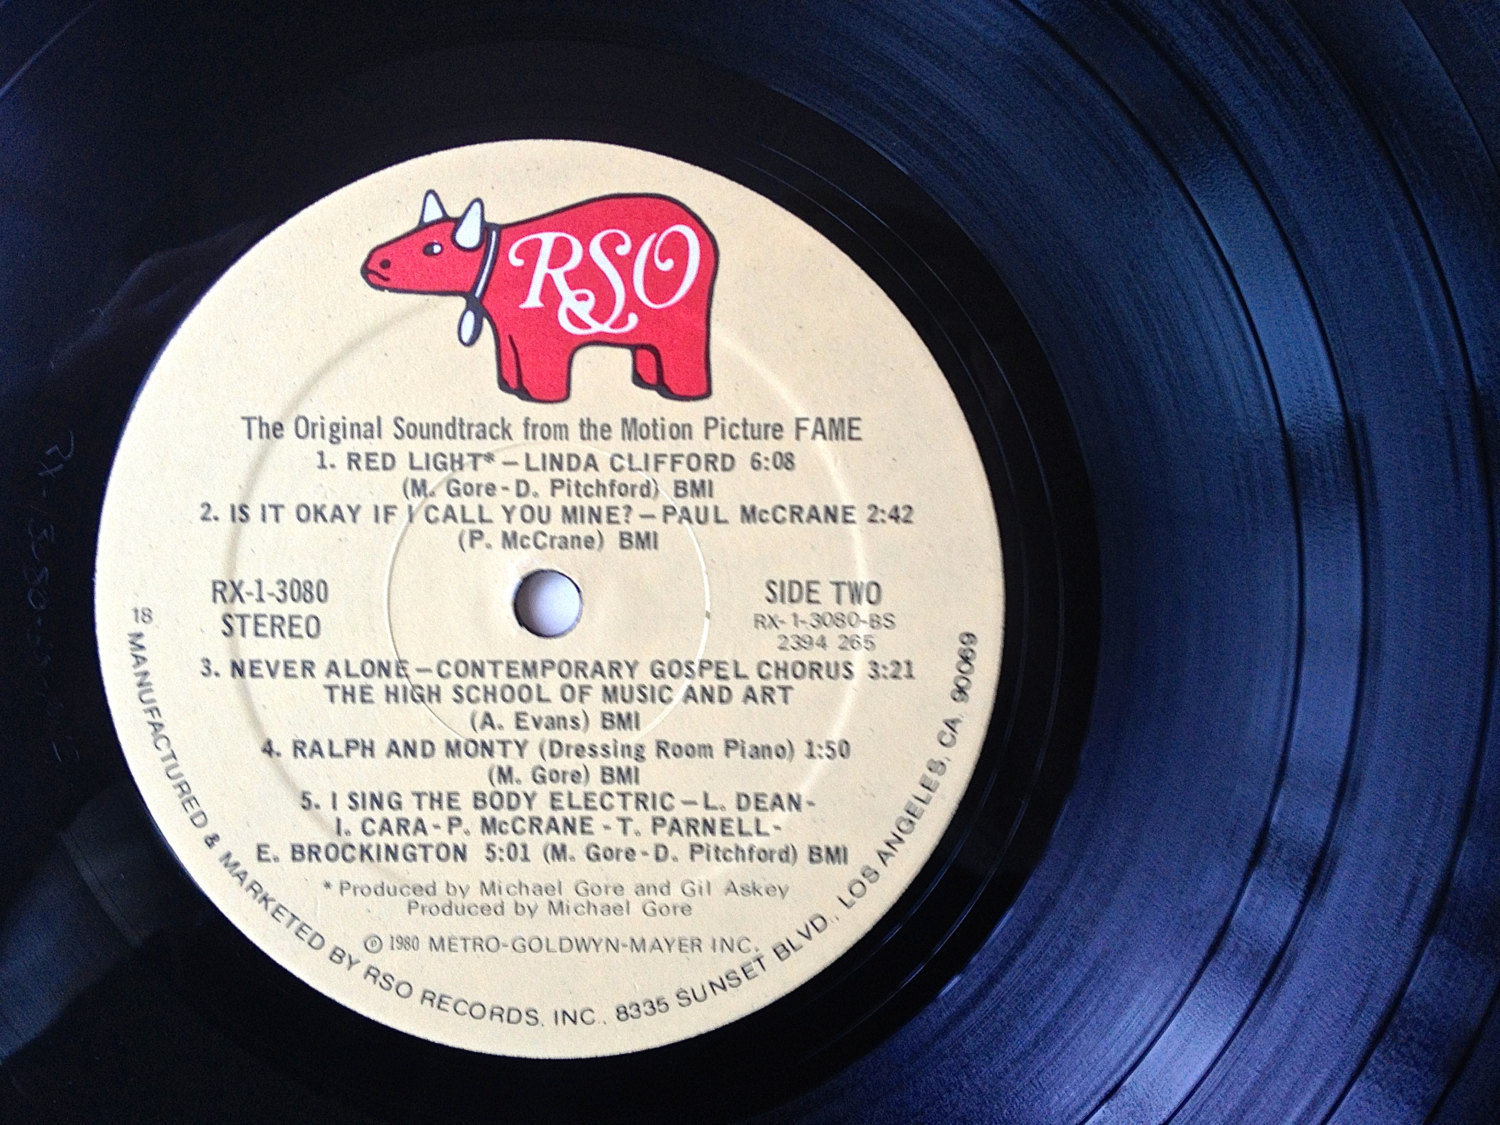 RSO
The Original Soundtrack from the Motion Picture FAME
1. RED LIGHT* – LINDA CLIFFORD 6:08
(M. Gore - D. Pitchford) BMI
2. IS IT OKAY IF I CALL YOU MINE? – PAUL McCRANE 2:42
(P. McCrane) BMI
RX-1-3080
STEREO
SIDE TWO
RX-1-3080-BS
2394 265
18
3. NEVER ALONE – CONTEMPORARY GOSPEL CHORUS 3:21
THE HIGH SCHOOL OF MUSIC AND ART
(A. Evans) BMI
4. RALPH AND MONTY (Dressing Room Piano) 1:50
(M. Gore) BMI
5. I SING THE BODY ELECTRIC – L. DEAN-
I. CARA - P. McCRANE - T. PARNELL-
E. BROCKINGTON 5:01 (M. Gore - D. Pitchford) BMI
* Produced by Michael Gore and Gil Askey
Produced by Michael Gore
℗ 1980 METRO-GOLDWYN-MAYER INC.
MANUFACTURED & MARKETED BY RSO RECORDS, INC., 8335 SUNSET BLVD., LOS ANGELES, CA. 90069